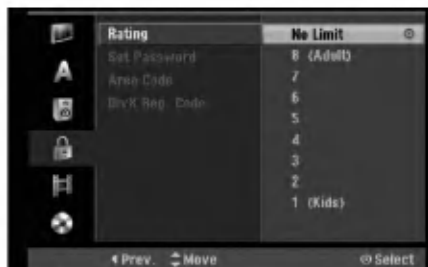 Rating
Set Password
Area Code
DivX Reg. Code
No Limit
8 (Adult)
7
6
5
4
3
2
1 (Kids)
A
Prev. Move Select